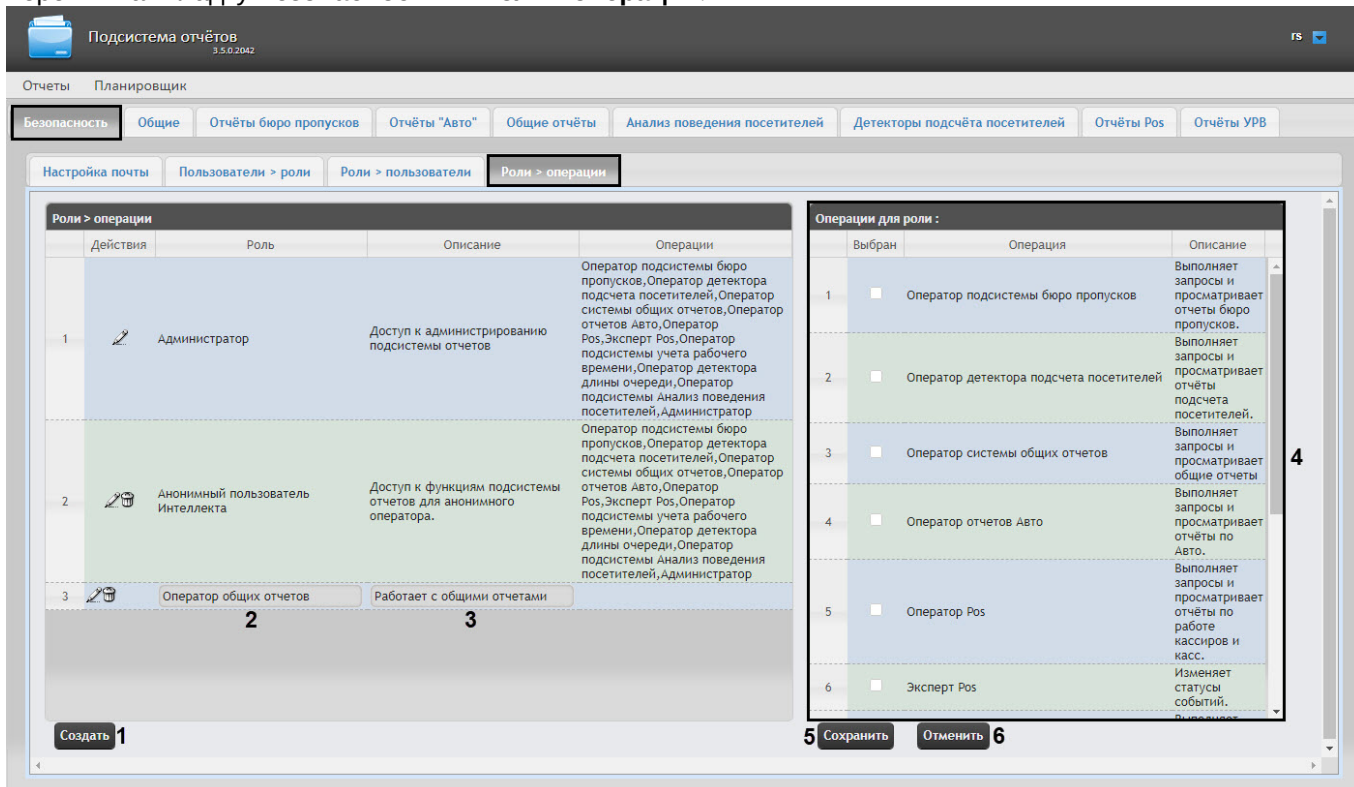 Подсистема отчётов
3.5.0.2042
rs
Отчеты Планировщик
Безопасность Общие Отчёты бюро пропусков Отчёты "Авто" Общие отчёты Анализ поведения посетителей Детекторы подсчёта посетителей Отчёты Pos Отчёты УРВ
Настройка почты Пользователи > роли Роли > пользователи Роли > операции
Роли > операции
Действия Роль Описание Операции
1 Администратор
Доступ к администрированию
подсистемы отчетов
Оператор подсистемы бюро
пропусков,Оператор детектора
подсчета посетителей,Оператор
системы общих отчетов,Оператор
отчетов Авто,Оператор
Pos,Эксперт Pos,Оператор
подсистемы учета рабочего
времени,Оператор детектора
длины очереди,Оператор
подсистемы Анализ поведения
посетителей,Администратор
2 Анонимный пользователь
Интеллекта
Доступ к функциям подсистемы
отчетов для анонимного
оператора.
Оператор подсистемы бюро
пропусков,Оператор детектора
подсчета посетителей,Оператор
системы общих отчетов,Оператор
отчетов Авто,Оператор
Pos,Эксперт Pos,Оператор
подсистемы учета рабочего
времени,Оператор детектора
длины очереди,Оператор
подсистемы Анализ поведения
посетителей,Администратор
3 Оператор общих отчетов Работает с общими отчетами
2 3
Создать 1
Операции для роли :
Выбран Операция Описание
1 Оператор подсистемы бюро пропусков
Выполняет
запросы и
просматривает
отчеты бюро
пропусков.
2 Оператор детектора подсчета посетителей
Выполняет
запросы и
просматривает
отчёты
подсчета
посетителей.
3 Оператор системы общих отчетов
Выполняет
запросы и
просматривает
общие отчеты
4
4 Оператор отчетов Авто
Выполняет
запросы и
просматривает
отчёты по
Авто.
5 Оператор Pos
Выполняет
запросы и
просматривает
отчёты по
работе
кассиров и
касс.
6 Эксперт Pos
Изменяет
статусы
событий.
5 Сохранить Отменить 6